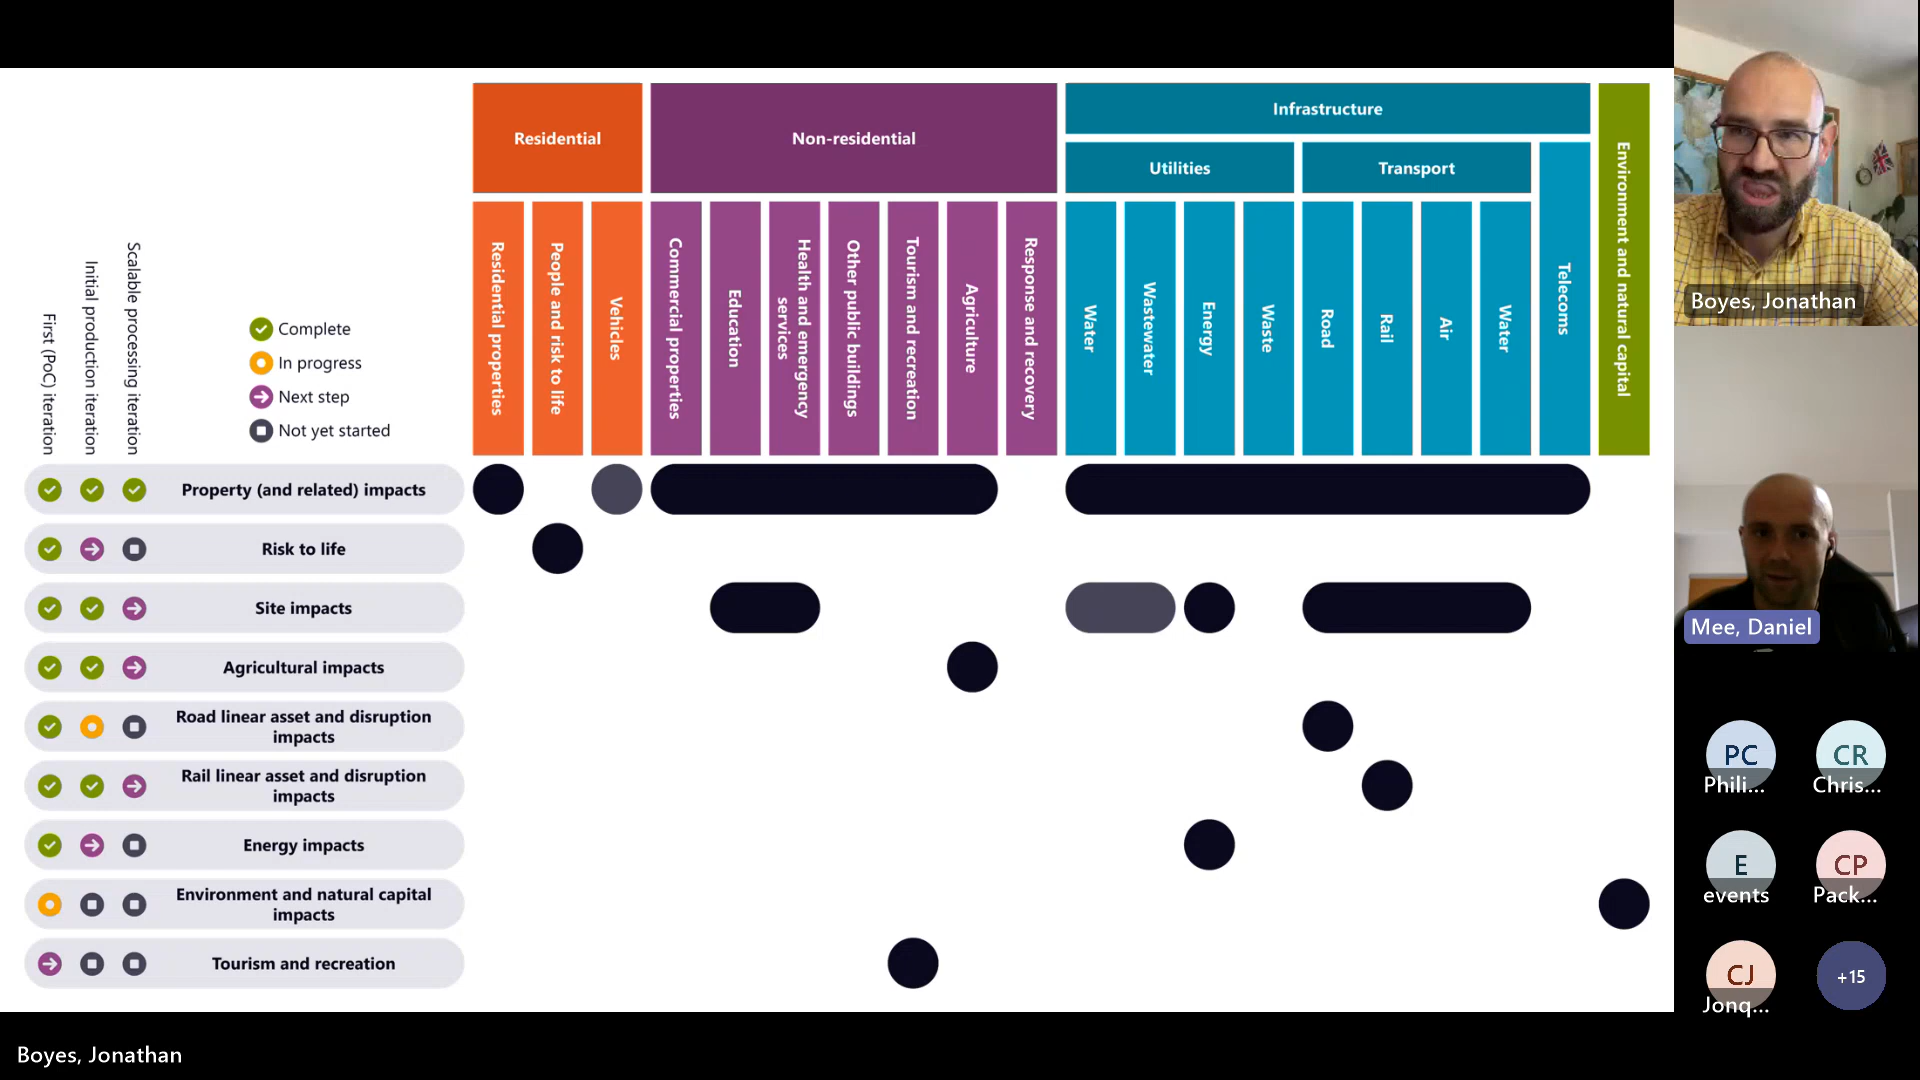 Residential
Non-residential
Infrastructure
Utilities
Transport
Residential properties
People and risk to life
Vehicles
Commercial properties
Education
Health and emergency
services
Other public buildings
Tourism and recreation
Agriculture
Response and recovery
Water
Wastewater
Energy
Waste
Road
Rail
Air
Water
Telecoms
Environment and natural capital
First (PoC) iteration
Initial production iteration
Scalable processing iteration
Complete
In progress
Next step
Not yet started
Property (and related) impacts
Risk to life
Site impacts
Agricultural impacts
Road linear asset and disruption
impacts
Rail linear asset and disruption
impacts
Energy impacts
Environment and natural capital
impacts
Tourism and recreation
Boyes, Jonathan
Mee, Daniel
PC
Phili...
CR
Chris...
E
events
CP
Pack...
CJ
Jonq...
+15
Boyes, Jonathan